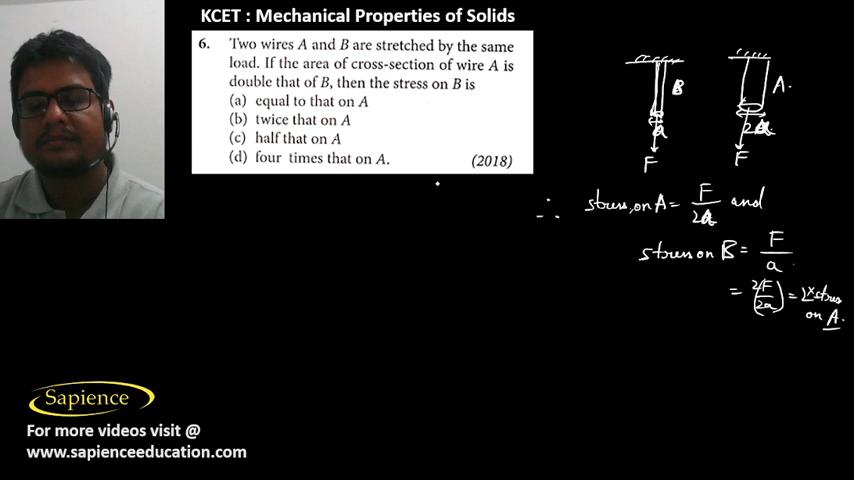 KCET : Mechanical Properties of Solids
6. Two wires A and B are stretched by the same
load. If the area of cross-section of wire A is
double that of B, then the stress on B is
(a) equal to that on A
(b) twice that on A
(c) half that on A
(d) four times that on A. (2018)
B
A.
a
2a
F
F
∴ stress, on A = F/2a and
stress on B = F/a
= (2F/2a) = 2 x stress
on A.
Sapience
For more videos visit @
www.sapienceeducation.com